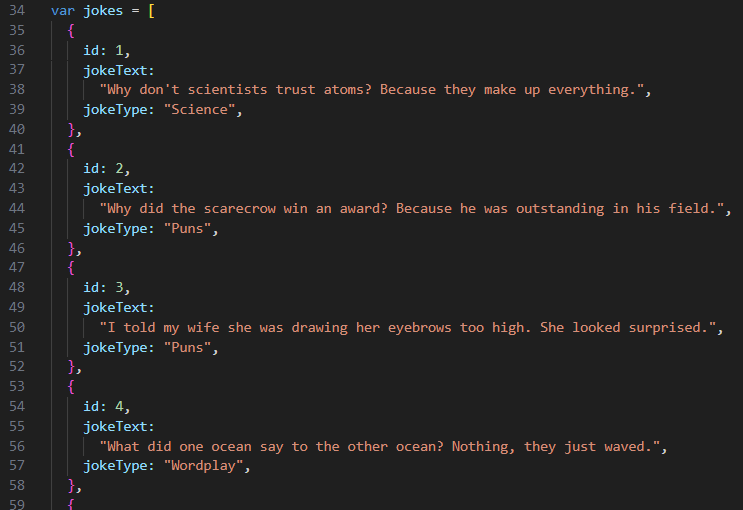 34 var jokes = [
35 {
36 id: 1,
37 jokeText:
38 "Why don't scientists trust atoms? Because they make up everything.",
39 jokeType: "Science",
40 },
41 {
42 id: 2,
43 jokeText:
44 "Why did the scarecrow win an award? Because he was outstanding in his field.",
45 jokeType: "Puns",
46 },
47 {
48 id: 3,
49 jokeText:
50 "I told my wife she was drawing her eyebrows too high. She looked surprised.",
51 jokeType: "Puns",
52 },
53 {
54 id: 4,
55 jokeText:
56 "What did one ocean say to the other ocean? Nothing, they just waved.",
57 jokeType: "Wordplay",
58 },
59 {